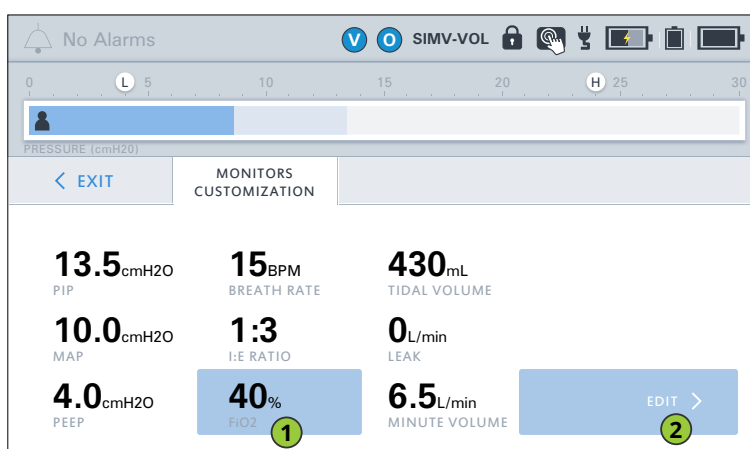 No Alarms
V O SIMV-VOL
0 L 5 10 15 20 H 25 30
PRESSURE (cmH20)
EXIT
MONITORS
CUSTOMIZATION
13.5cmH2O 15BPM 430mL
PIP BREATH RATE TIDAL VOLUME
10.0cmH2O 1:3 0L/min
MAP I:E RATIO LEAK
4.0cmH2O 40% 6.5L/min EDIT
PEEP FiO2 1 MINUTE VOLUME 2